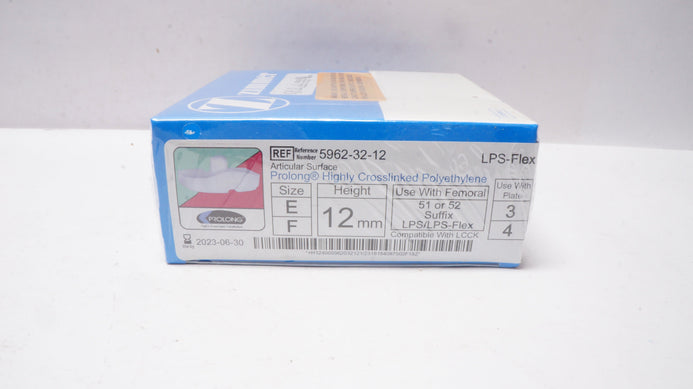 Zimmer
REF Reference Number 5962-32-12
LPS-Flex
Articular Surface
Prolong® Highly Crosslinked Polyethylene
Size
E
F
Height
12 mm
Use With Femoral
51 or 52
Suffix
LPS/LPS-Flex
Compatible With LCCK
Use With
Plate
3
4
PROLONG
2023-06-30